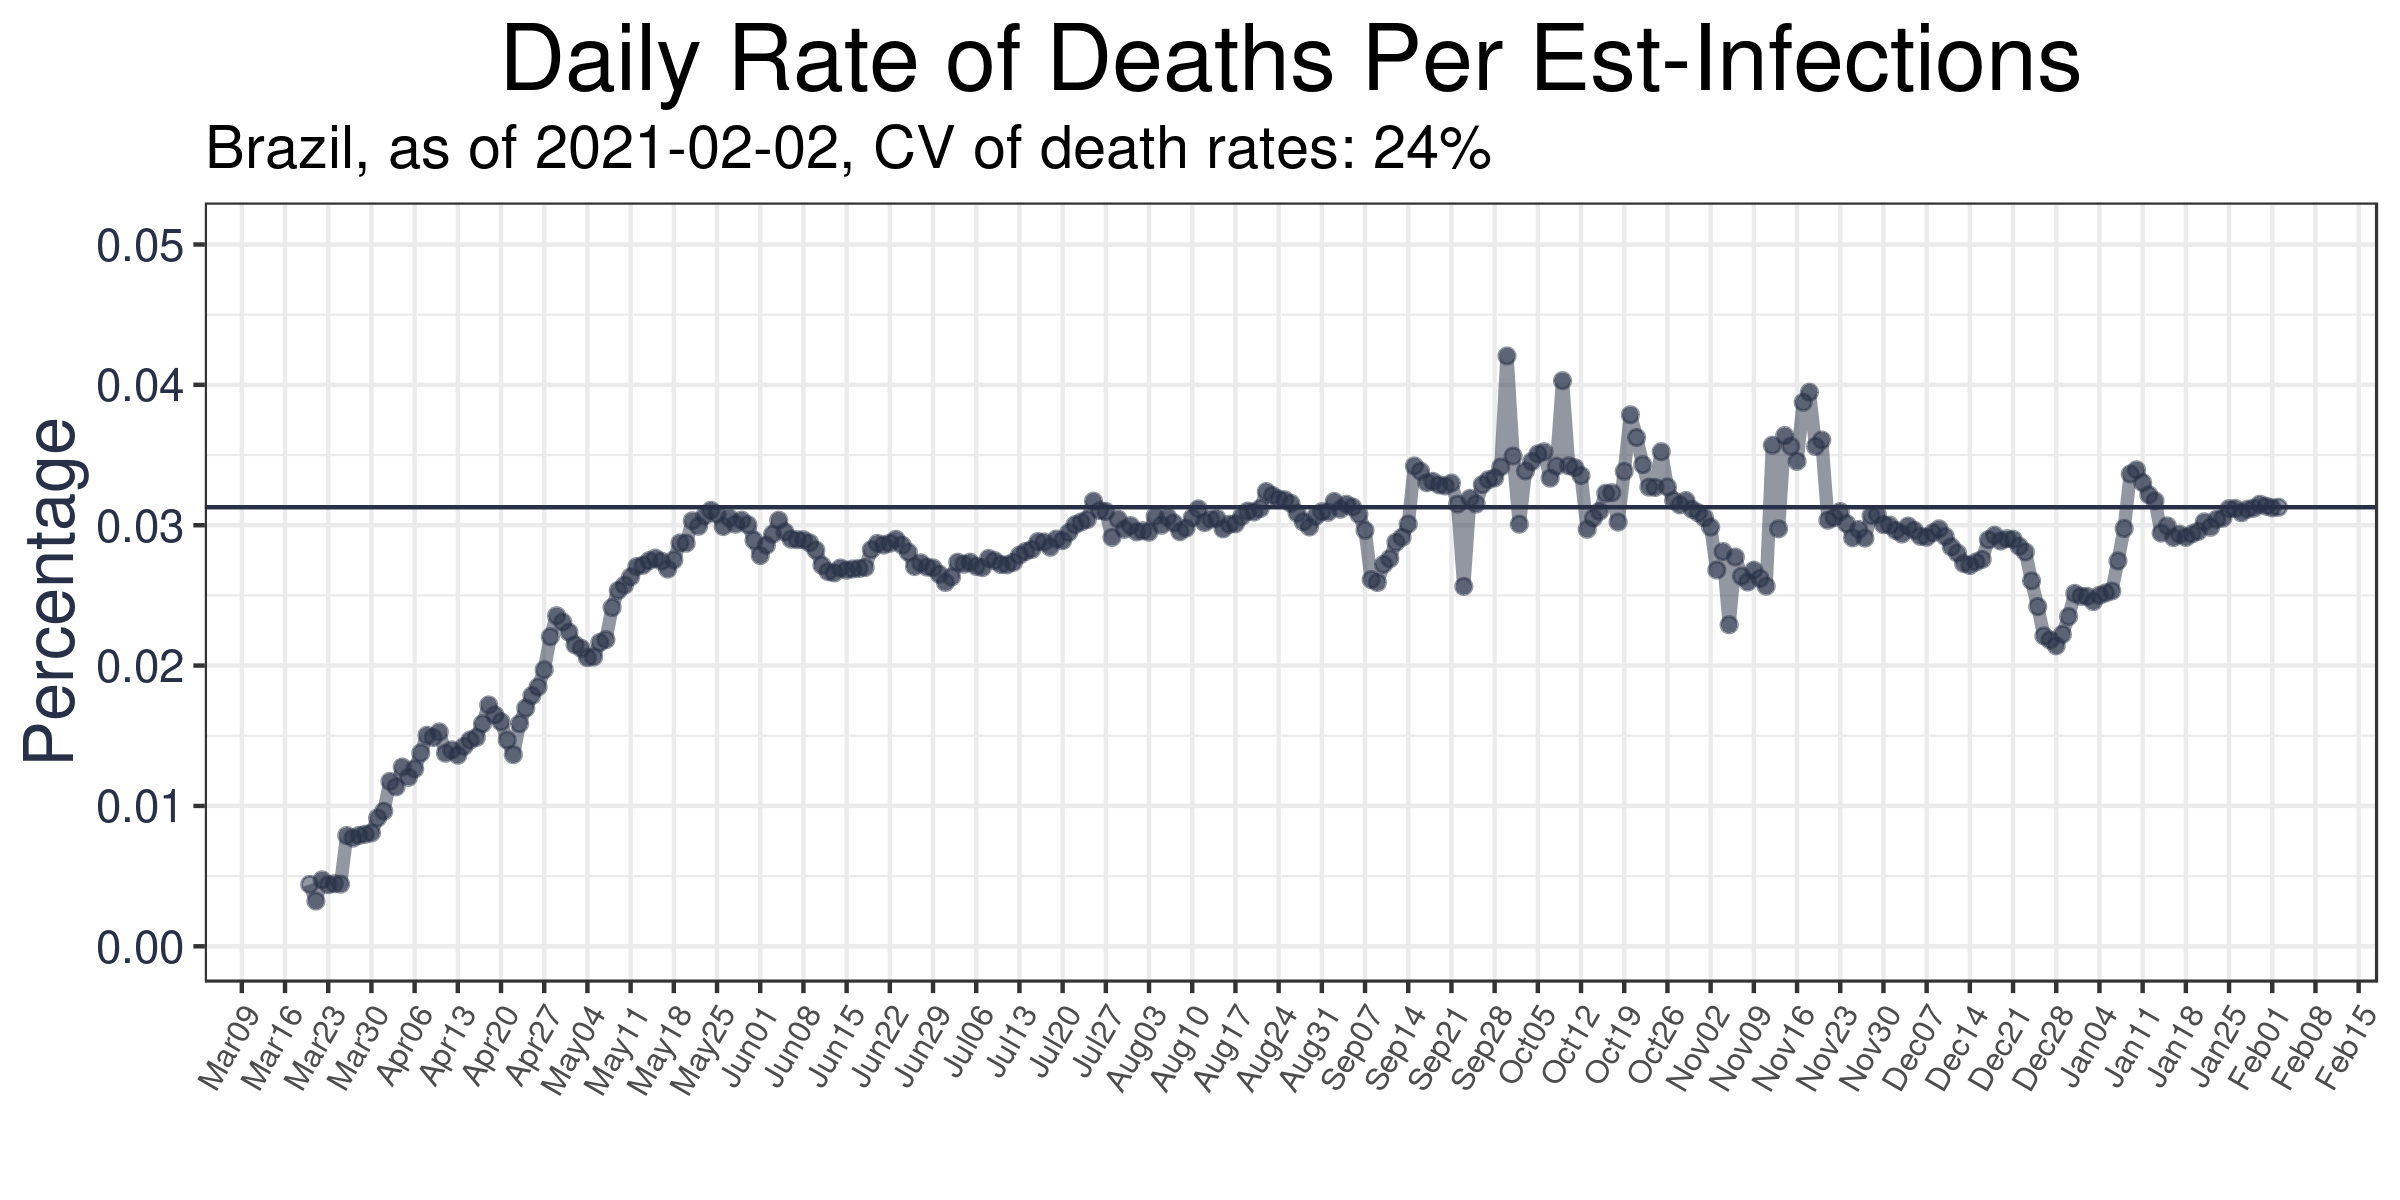 Daily Rate of Deaths Per Est-Infections
Brazil, as of 2021-02-02, CV of death rates: 24%
Percentage
0.05
0.04
0.03
0.02
0.01
0.00
Mar09
Mar16
Mar23
Mar30
Apr06
Apr13
Apr20
Apr27
May04
May11
May18
May25
Jun01
Jun08
Jun15
Jun22
Jun29
Jul06
Jul13
Jul20
Jul27
Aug03
Aug10
Aug17
Aug24
Aug31
Sep07
Sep14
Sep21
Sep28
Oct05
Oct12
Oct19
Oct26
Nov02
Nov09
Nov16
Nov23
Nov30
Dec07
Dec14
Dec21
Dec28
Jan04
Jan11
Jan18
Jan25
Feb01
Feb08
Feb15